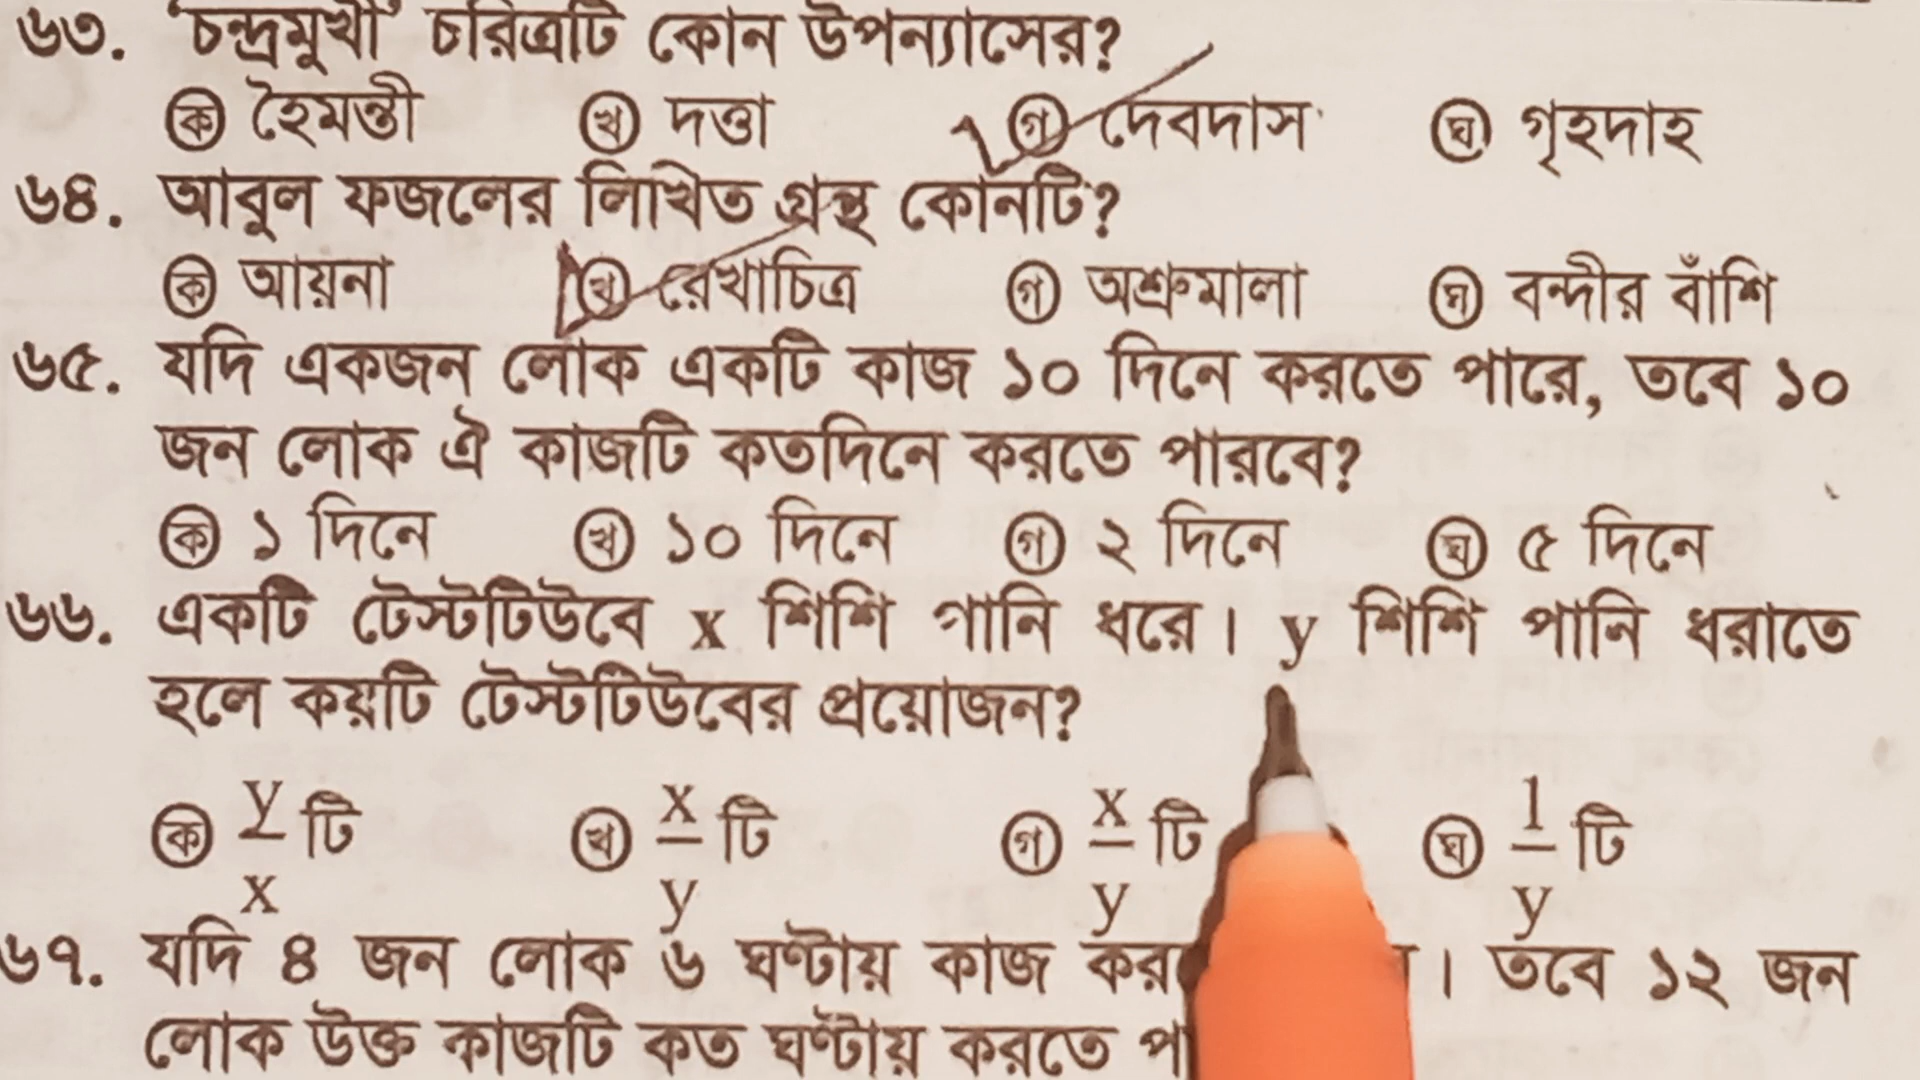 ৬৩. 'চন্দ্রমুখী' চরিত্রটি কোন উপন্যাসের?
ক হৈমন্তী খ দত্তা গ দেবদাস ঘ গৃহদাহ
৬৪. আবুল ফজলের লিখিত গ্রন্থ কোনটি?
ক আয়না খ রেখাচিত্র গ অশ্রুমালা ঘ বন্দীর বাঁশি
৬৫. যদি একজন লোক একটি কাজ ১০ দিনে করতে পারে, তবে ১০
জন লোক ঐ কাজটি কতদিনে করতে পারবে?
ক ১ দিনে খ ১০ দিনে গ ২ দিনে ঘ ৫ দিনে
৬৬. একটি টেস্টটিউবে x শিশি পানি ধরে। y শিশি পানি ধরাতে
হলে কয়টি টেস্টটিউবের প্রয়োজন?
ক y/x টি খ x/y টি গ x/y টি ঘ 1/y টি
৬৭. যদি ৪ জন লোক ৬ ঘণ্টায় কাজ । তবে ১২ জন
লোক উক্ত কাজটি কত ঘণ্টায় করতে